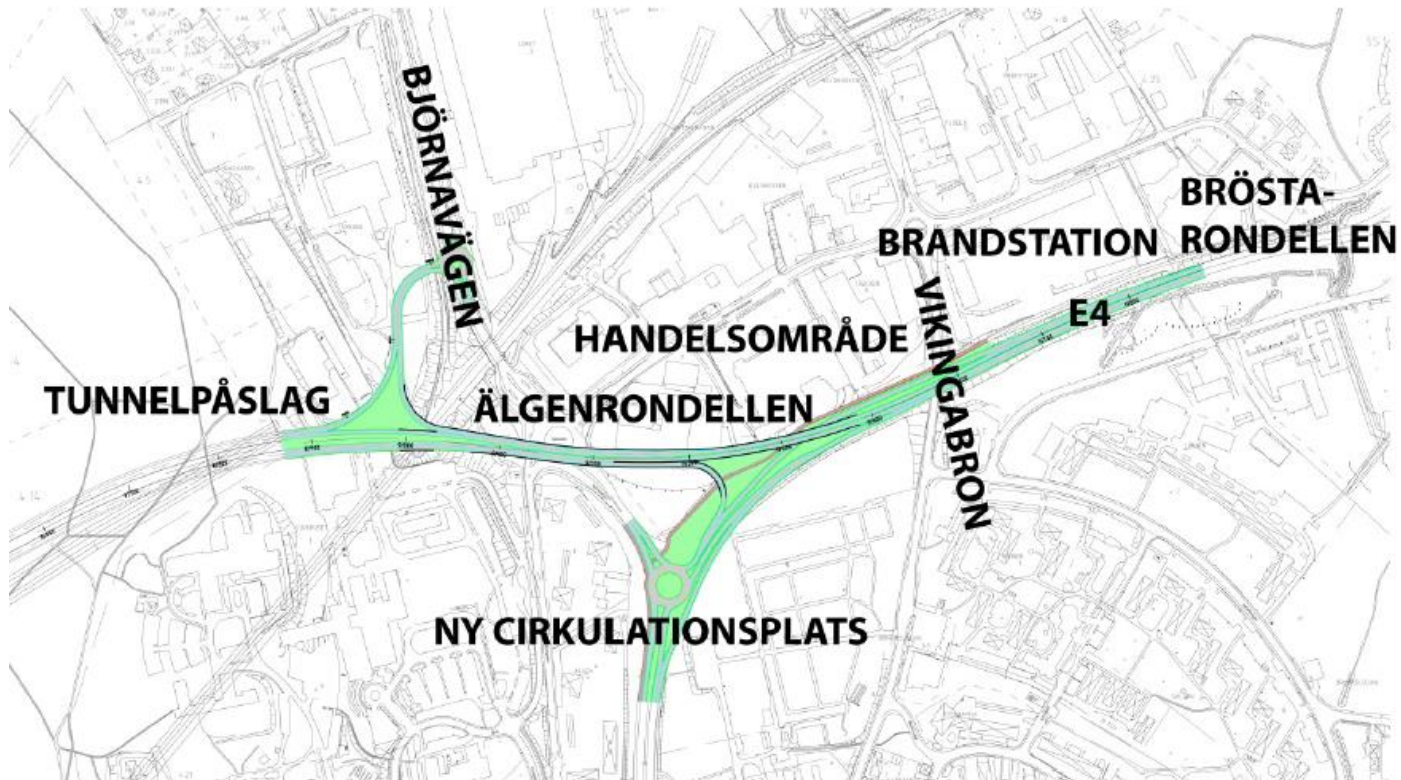 BJÖRNAVÄGEN
BRÖSTA-
RONDELLEN
BRANDSTATION
VIKINGABRON
E4
HANDELSOMRÅDE
TUNNELPÅSLAG
ÄLGENRONDELLEN
NY CIRKULATIONSPLATS